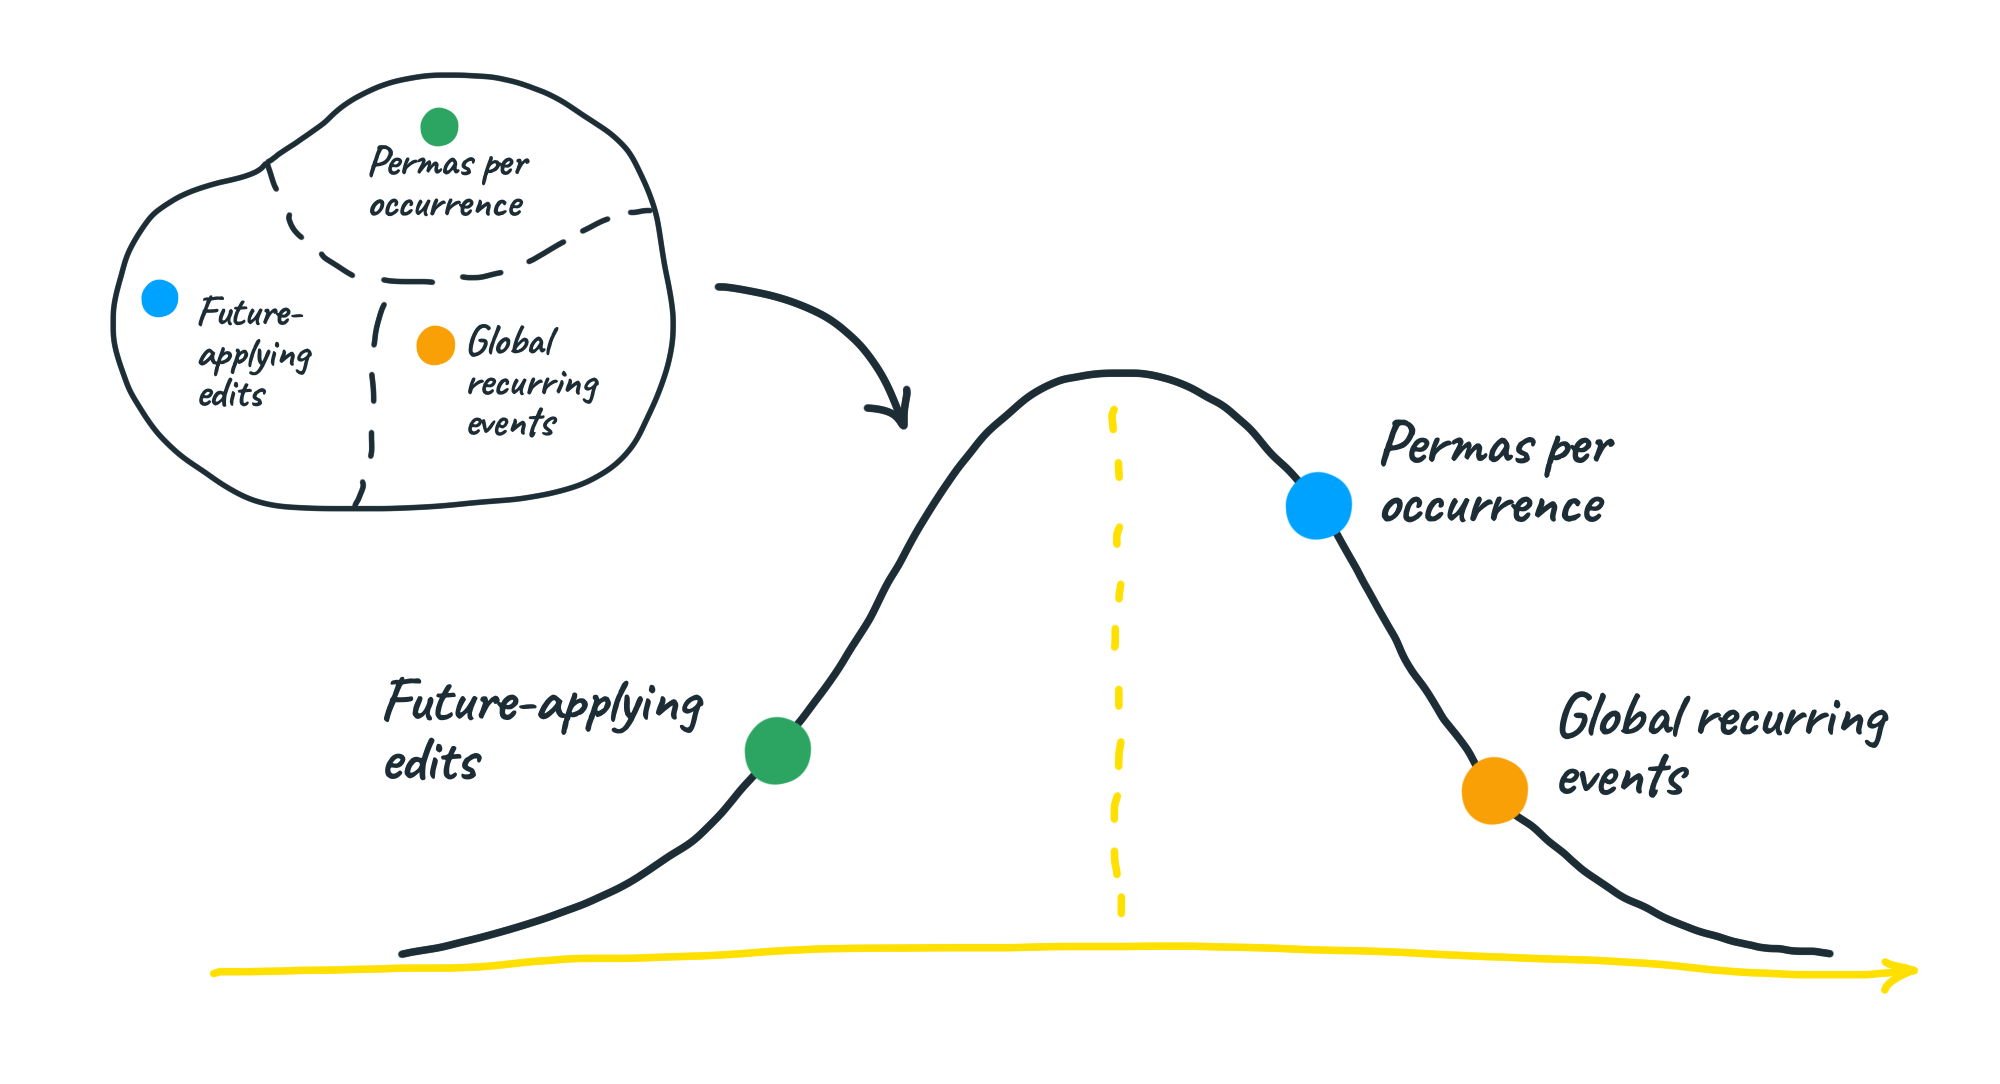 Permas per
occurrence
Future-
applying
edits
Global
recurring
events
Permas per
occurrence
Future-applying
edits
Global recurring
events